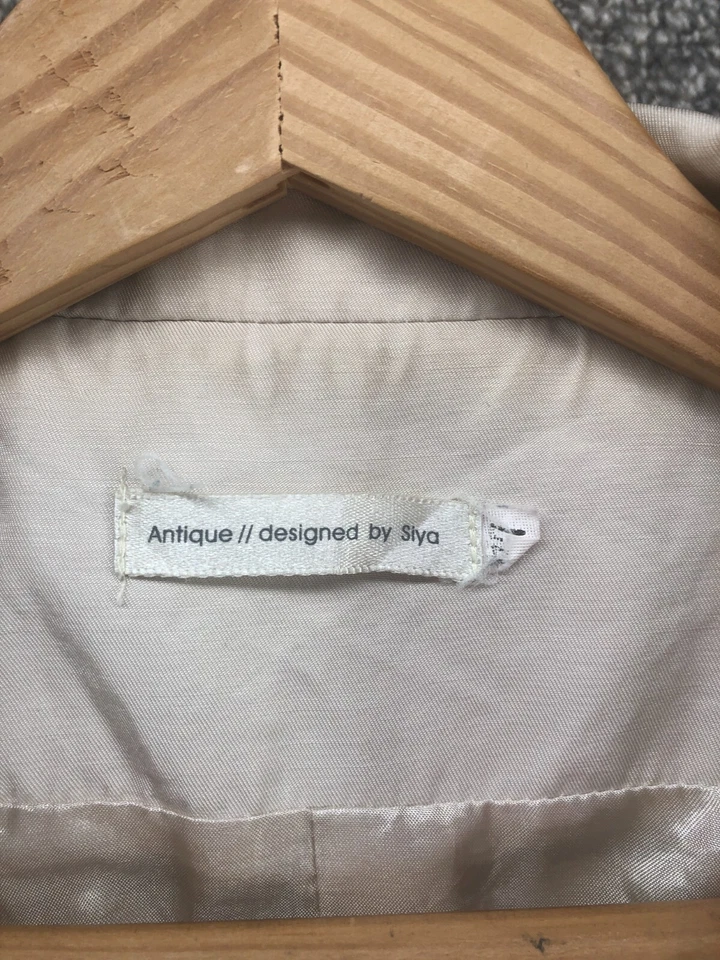 Antique // designed by Siya